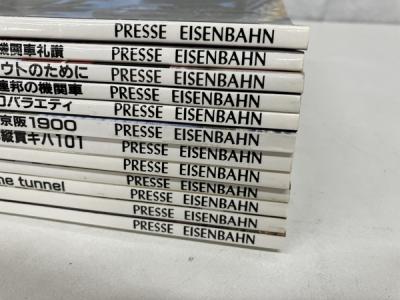 PRESSE EISENBAHN
機関車礼讃 PRESSE EISENBAHN
ウトのために PRESSE EISENBAHN
連邦の機関車 PRESSE EISENBAHN
ロバラエティ PRESSE EISENBAHN
京阪1900 PRESSE EISENBAHN
縦貫キハ101 PRESSE EISENBAHN
PRESSE EISENBAHN
PRESSE EISENBAHN
me tunnel PRESSE EISENBAHN
PRESSE EISENBAHN
PRESSE EISENBAHN